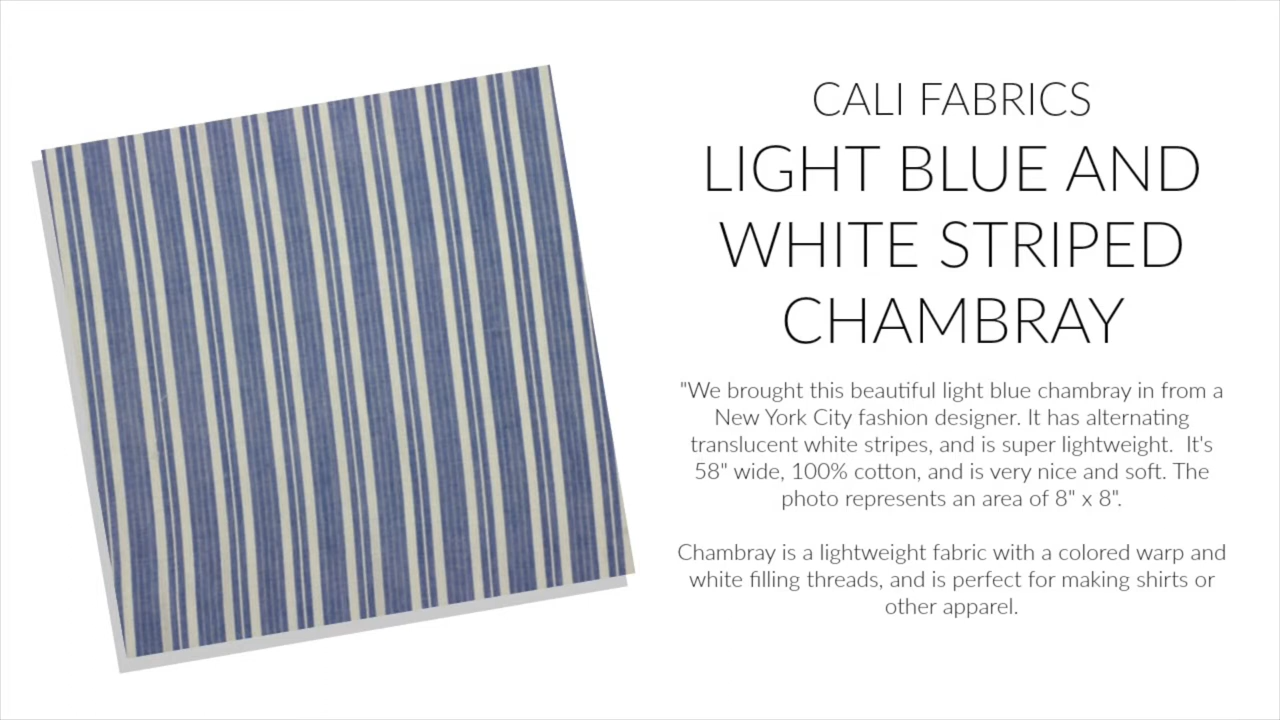 CALI FABRICS
LIGHT BLUE AND
WHITE STRIPED
CHAMBRAY
"We brought this beautiful light blue chambray in from a
New York City fashion designer. It has alternating
translucent white stripes, and is super lightweight.  It's
58" wide, 100% cotton, and is very nice and soft. The
photo represents an area of 8" x 8".
Chambray is a lightweight fabric with a colored warp and
white filling threads, and is perfect for making shirts or
other apparel.